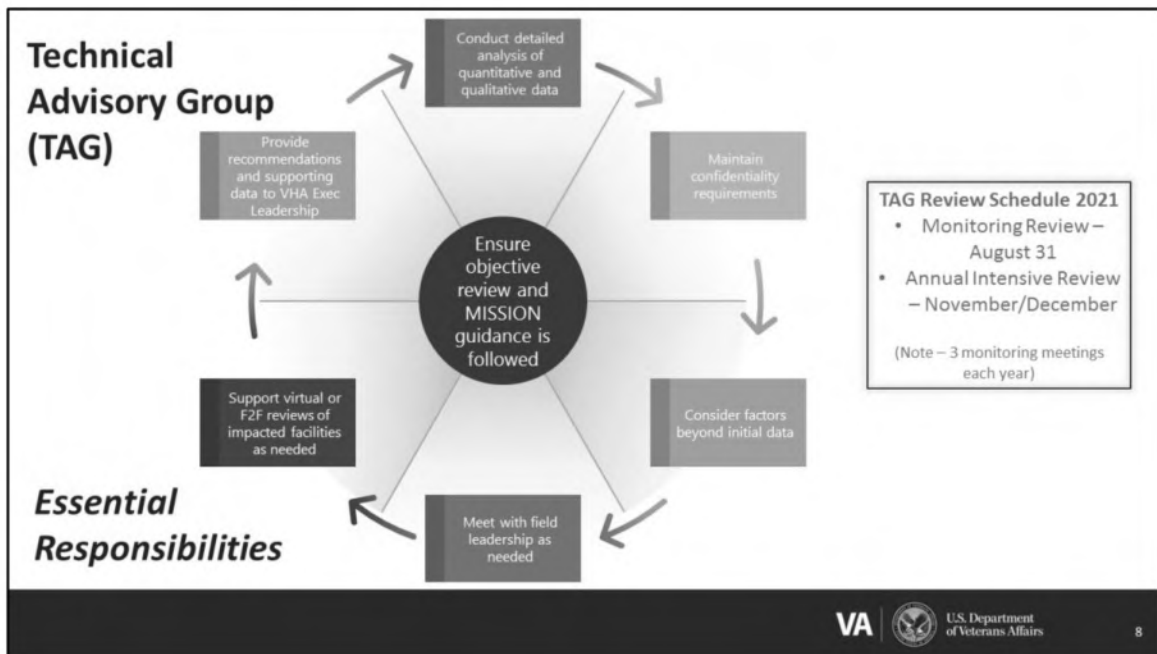 Technical
Advisory Group
(TAG)
Conduct detailed
analysis of
quantitative and
qualitative data
Maintain
confidentiality
requirements
Consider factors
beyond initial data
Meet with field
leadership as
needed
Support virtual or
F2F reviews of
impacted facilities
as needed
Provide
recommendations
and supporting
data to VHA Exec
Leadership
Ensure
objective
review and
MISSION
guidance is
followed
TAG Review Schedule 2021
• Monitoring Review –
August 31
• Annual Intensive Review
– November/December
(Note – 3 monitoring meetings
each year)
Essential
Responsibilities
VA
U.S. Department
of Veterans Affairs
8